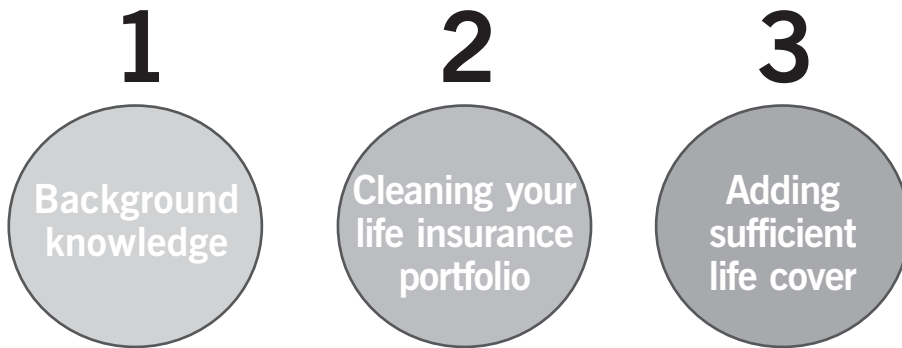 1
Background
knowledge
2
Cleaning your
life insurance
portfolio
3
Adding
sufficient
life cover